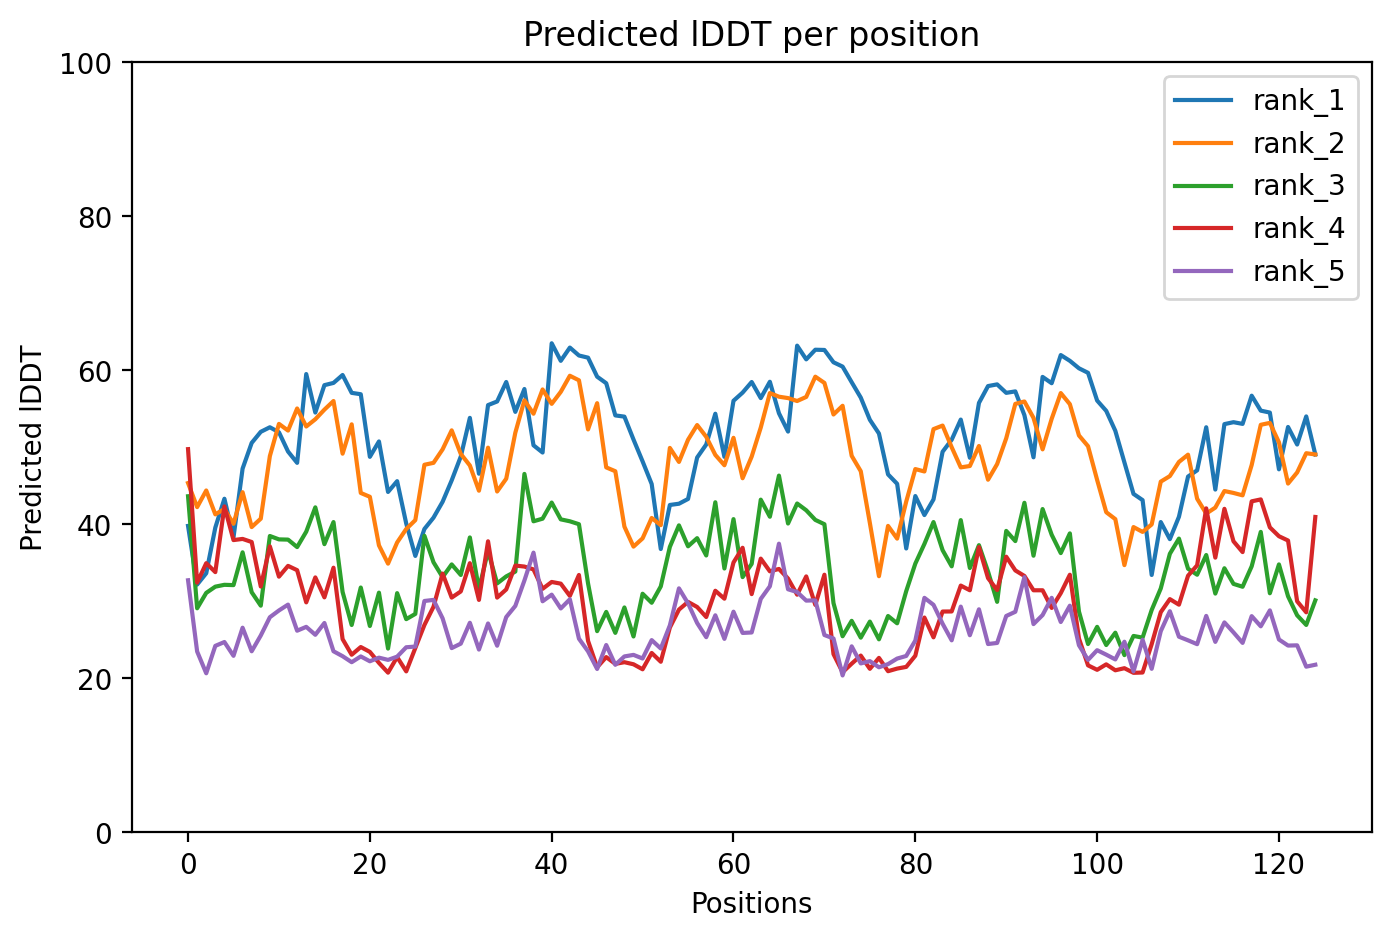 Predicted lDDT per position
100
80
60
40
20
0
Predicted lDDT
0 20 40 60 80 100 120
Positions
rank_1
rank_2
rank_3
rank_4
rank_5